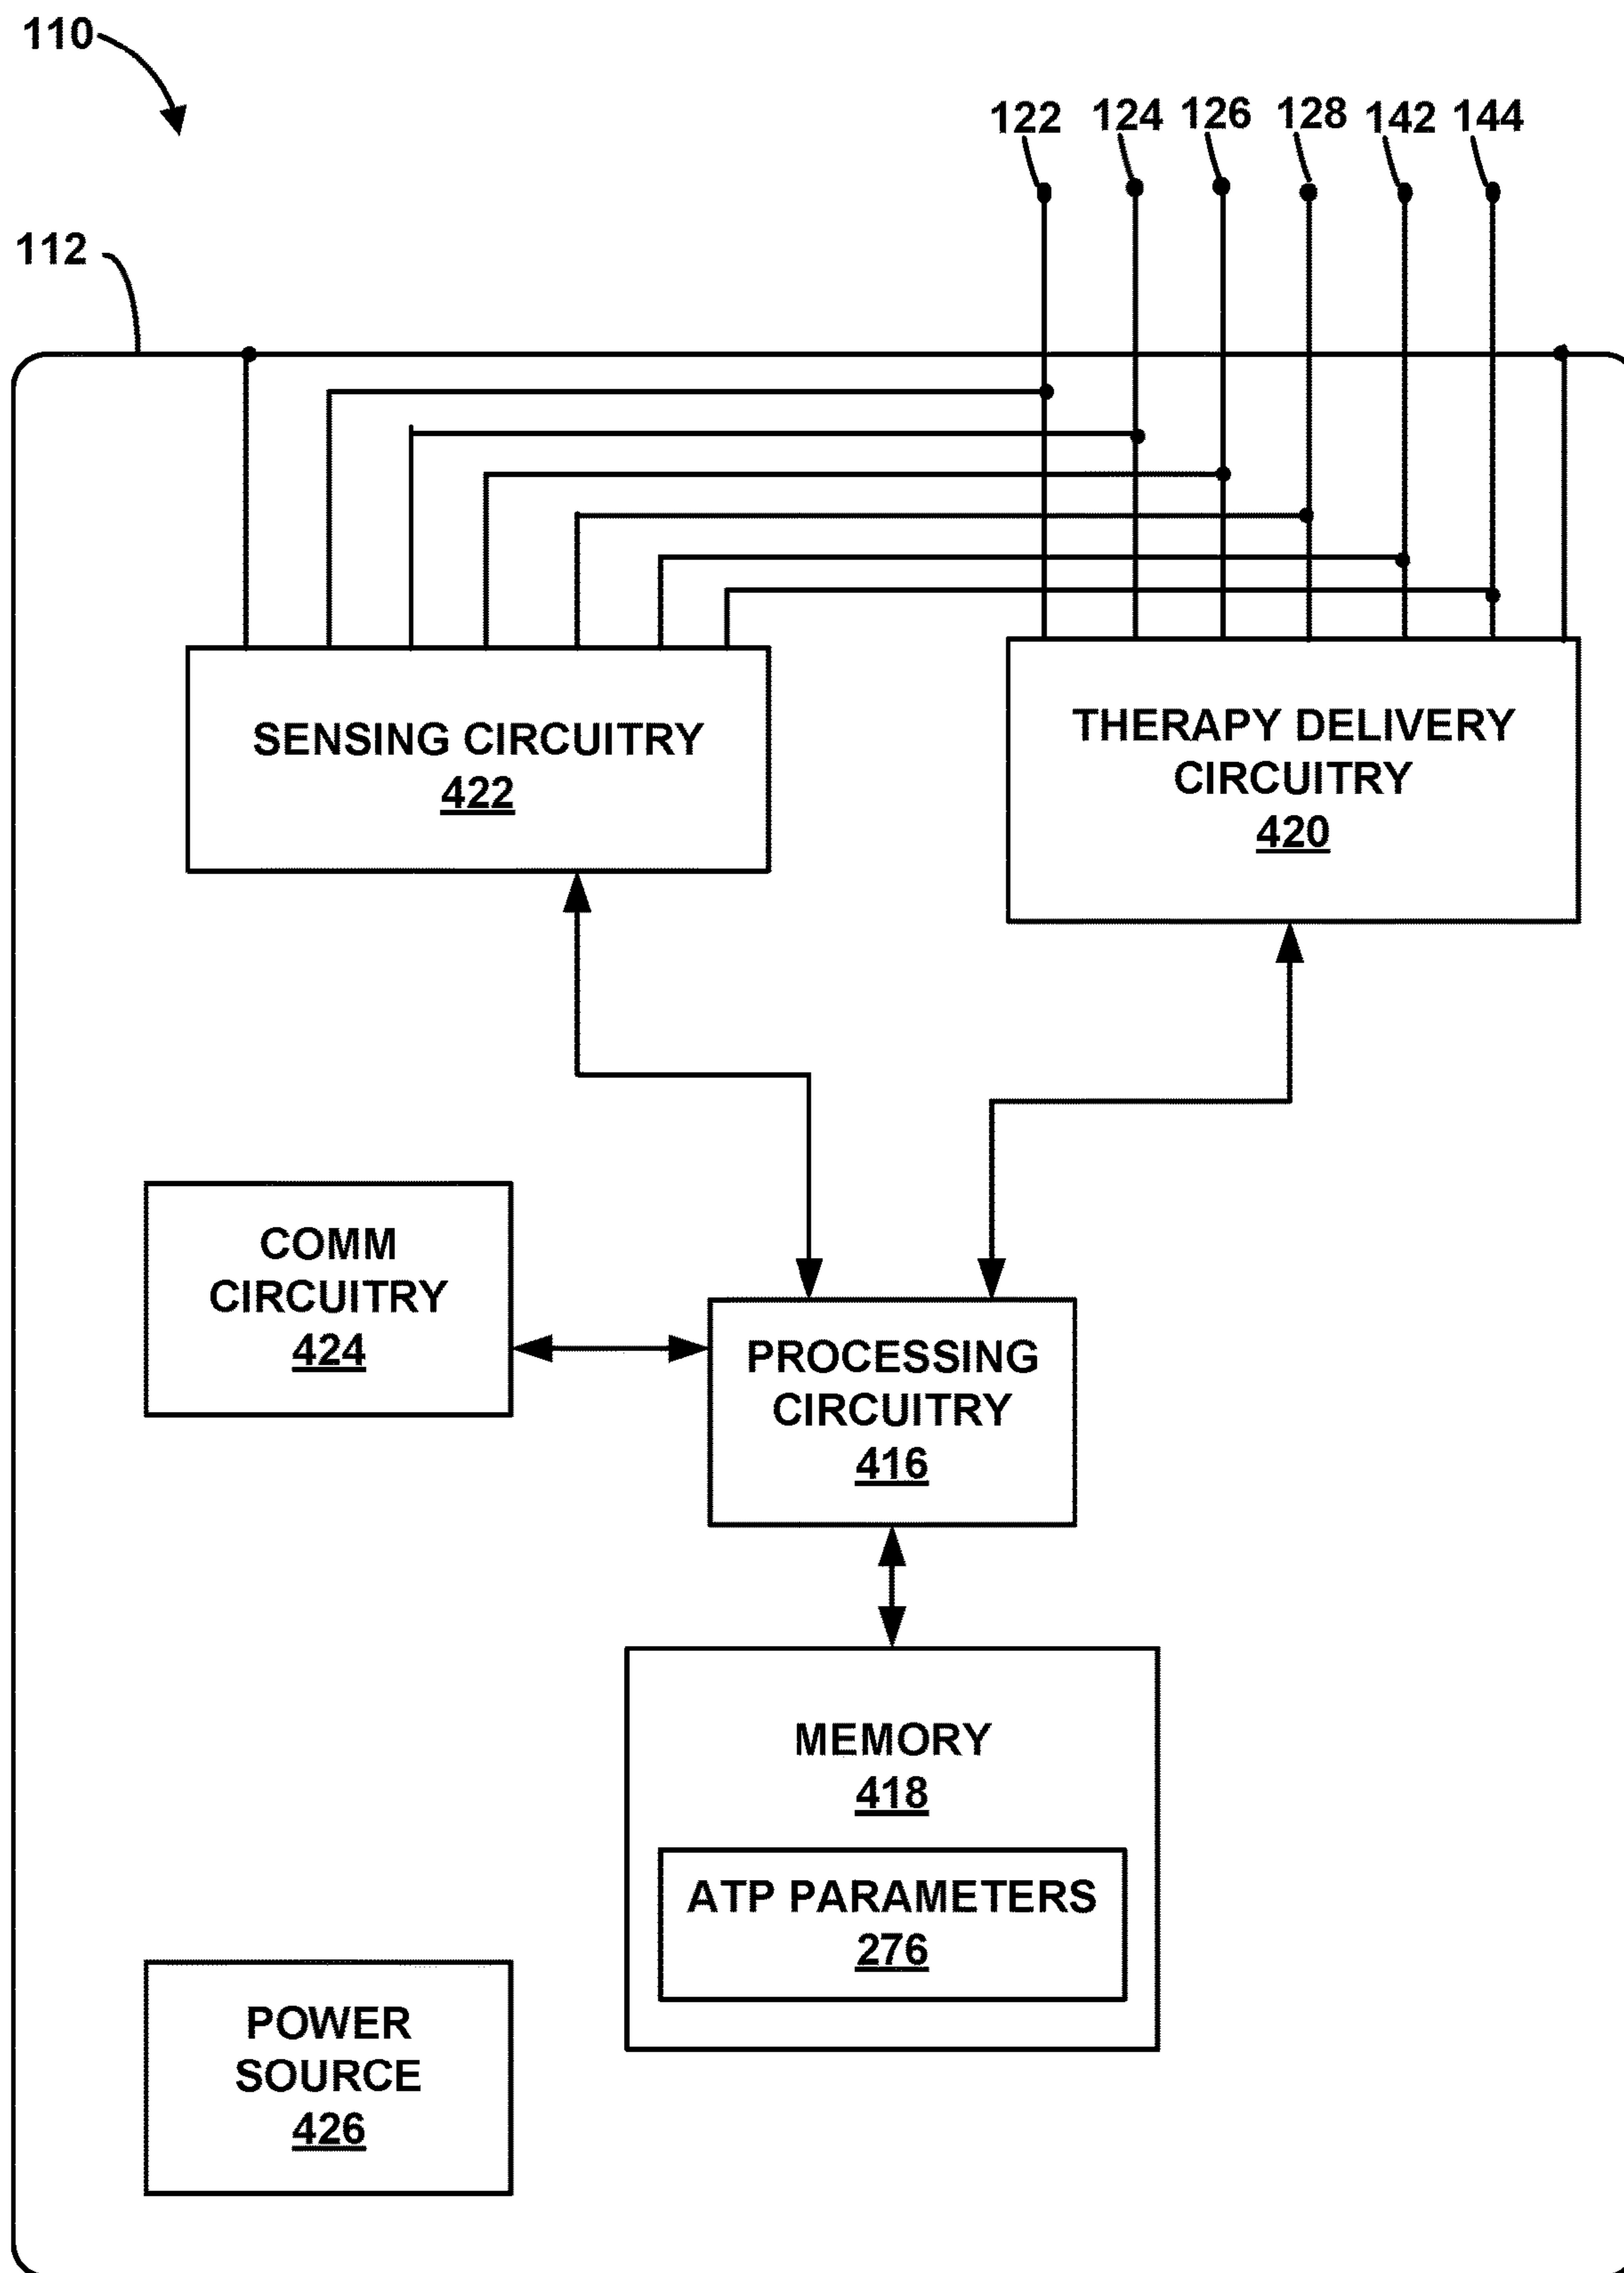 110
122 124 126 128 142 144
112
SENSING CIRCUITRY
422
THERAPY DELIVERY
CIRCUITRY
420
COMM
CIRCUITRY
424
PROCESSING
CIRCUITRY
416
MEMORY
418
ATP PARAMETERS
276
POWER
SOURCE
426